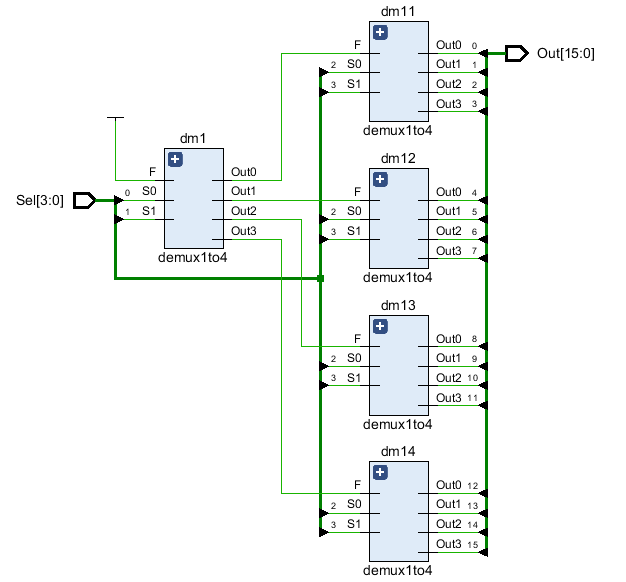 dm11
F Out0 0
2 S0 Out1 1
3 S1 Out2 2
Out3 3
demux1to4
Out[15:0]
dm1
F Out0
Sel[3:0]
0 S0 Out1
1 S1 Out2
Out3
demux1to4
dm12
F Out0 4
2 S0 Out1 5
3 S1 Out2 6
Out3 7
demux1to4
dm13
F Out0 8
2 S0 Out1 9
3 S1 Out2 10
Out3 11
demux1to4
dm14
F Out0 12
2 S0 Out1 13
3 S1 Out2 14
Out3 15
demux1to4